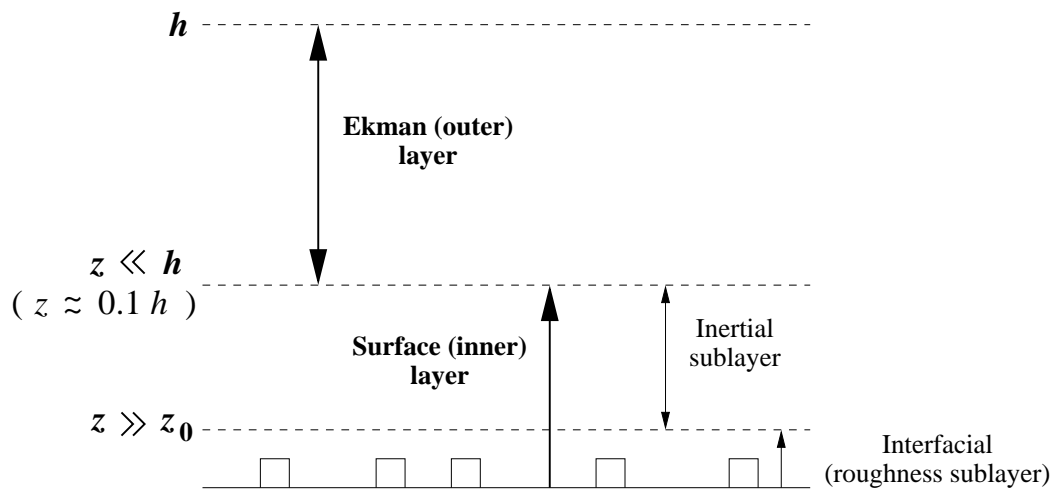 h
Ekman (outer)
layer
z ≪ h
( z ≈ 0.1 h )
Surface (inner)
layer
Inertial
sublayer
z ≫ z₀
Interfacial
(roughness sublayer)